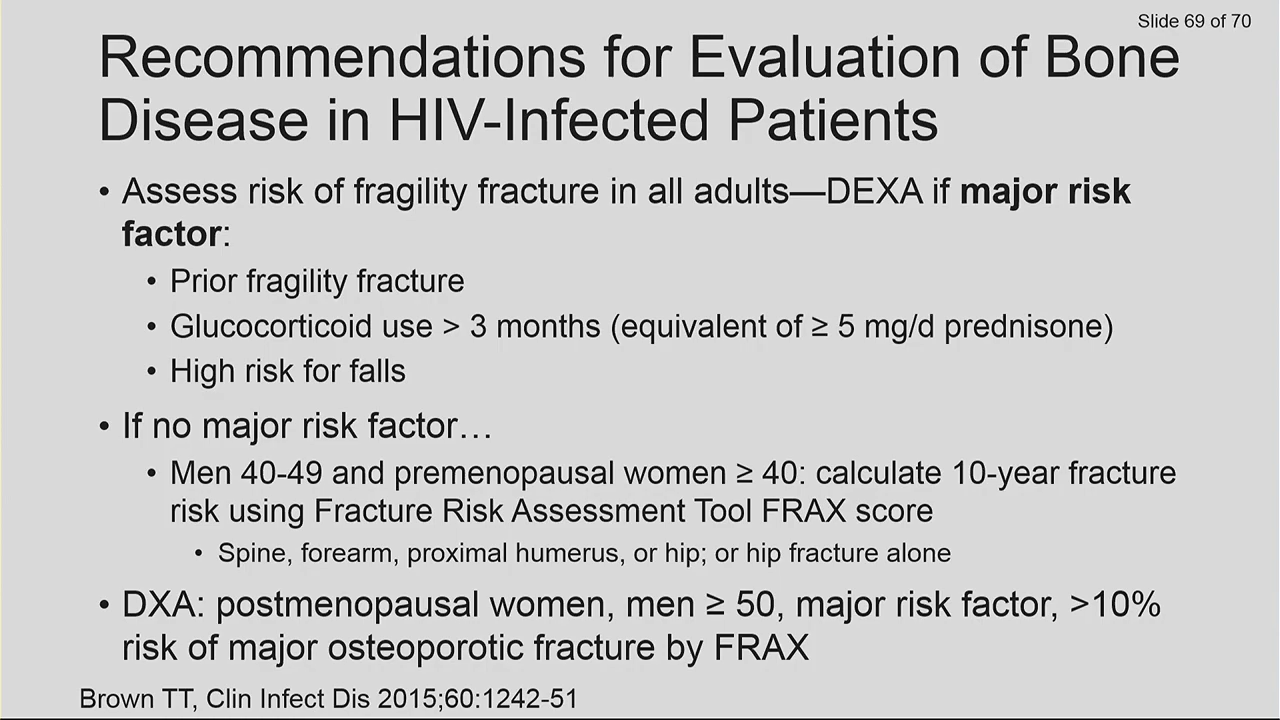 Slide 69 of 70
Recommendations for Evaluation of Bone
Disease in HIV-Infected Patients
• Assess risk of fragility fracture in all adults—DEXA if major risk
factor:
• Prior fragility fracture
• Glucocorticoid use > 3 months (equivalent of ≥ 5 mg/d prednisone)
• High risk for falls
• If no major risk factor…
• Men 40-49 and premenopausal women ≥ 40: calculate 10-year fracture
risk using Fracture Risk Assessment Tool FRAX score
• Spine, forearm, proximal humerus, or hip; or hip fracture alone
• DXA: postmenopausal women, men ≥ 50, major risk factor, >10%
risk of major osteoporotic fracture by FRAX
Brown TT, Clin Infect Dis 2015;60:1242-51